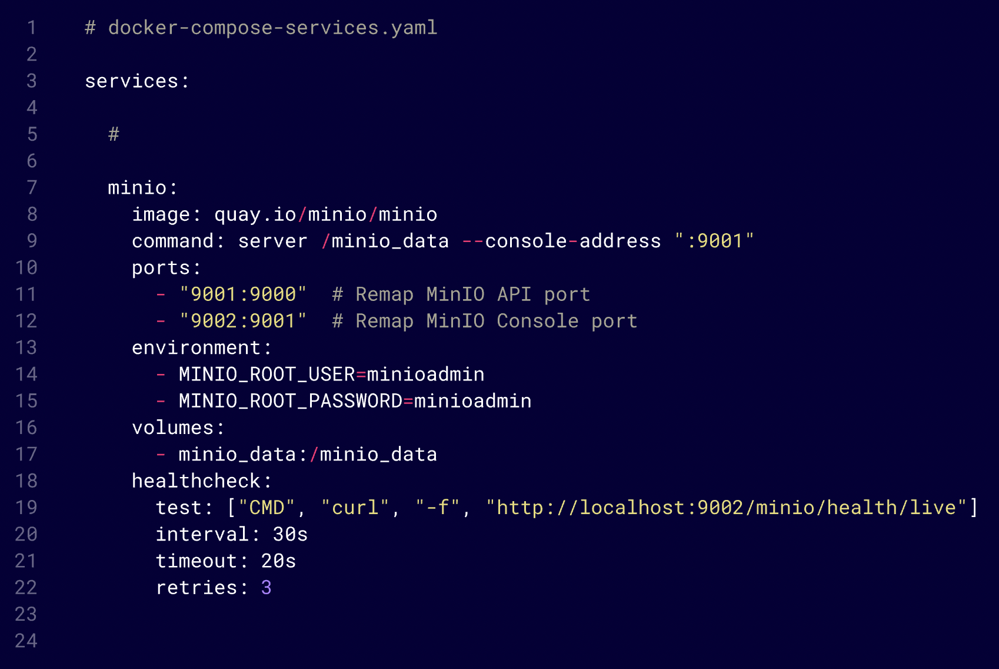 1 # docker-compose-services.yaml
2
3 services:
4
5   #
6
7   minio:
8     image: quay.io/minio/minio
9     command: server /minio_data --console-address ":9001"
10     ports:
11       - "9001:9000"  # Remap MinIO API port
12       - "9002:9001"  # Remap MinIO Console port
13     environment:
14       - MINIO_ROOT_USER=minioadmin
15       - MINIO_ROOT_PASSWORD=minioadmin
16     volumes:
17       - minio_data:/minio_data
18     healthcheck:
19       test: ["CMD", "curl", "-f", "http://localhost:9002/minio/health/live"]
20       interval: 30s
21       timeout: 20s
22       retries: 3
23
24